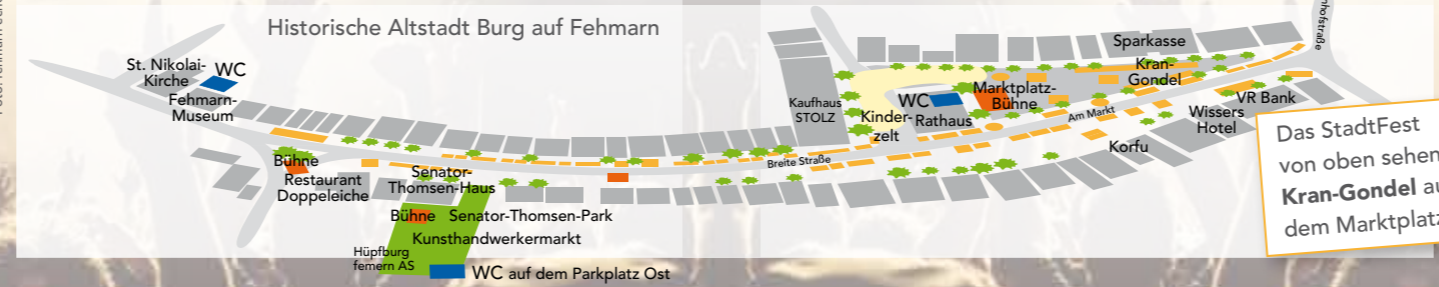 Historische Altstadt Burg auf Fehmarn
St. Nikolai-
Kirche
WC
Fehmarn-
Museum
Bühne
Restaurant
Doppeleiche
Senator-
Thomsen-Haus
Bühne
Senator-Thomsen-Park
Kunsthandwerkermarkt
Hüpfburg
femern AS
WC auf dem Parkplatz Ost
Breite Straße
Kaufhaus
STOLZ
Kinder-
zelt
WC
Rathaus
Marktplatz-
Bühne
Am Markt
Sparkasse
Kran-
Gondel
Korfu
Wissers
Hotel
VR Bank
Das StadtFest
von oben sehen
Kran-Gondel
dem Marktplatz